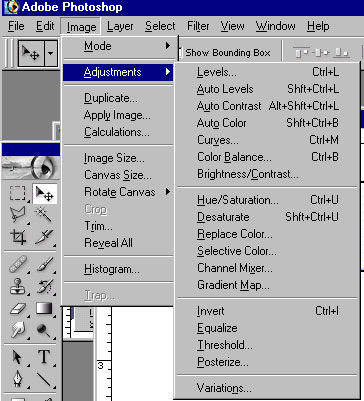 Adobe Photoshop
File Edit Image Layer Select Filter View Window Help
Mode
Show Bounding Box
Adjustments
Duplicate...
Apply Image...
Calculations...
Image Size...
Canvas Size...
Rotate Canvas
Crop
Trim...
Reveal All
Histogram...
Trap...
Levels... Ctrl+L
Auto Levels Shft+Ctrl+L
Auto Contrast Alt+Shft+Ctrl+L
Auto Color Shft+Ctrl+B
Curves... Ctrl+M
Color Balance... Ctrl+B
Brightness/Contrast...
Hue/Saturation... Ctrl+U
Desaturate Shft+Ctrl+U
Replace Color...
Selective Color...
Channel Mixer...
Gradient Map...
Invert Ctrl+I
Equalize
Threshold...
Posterize...
Variations...
T
3